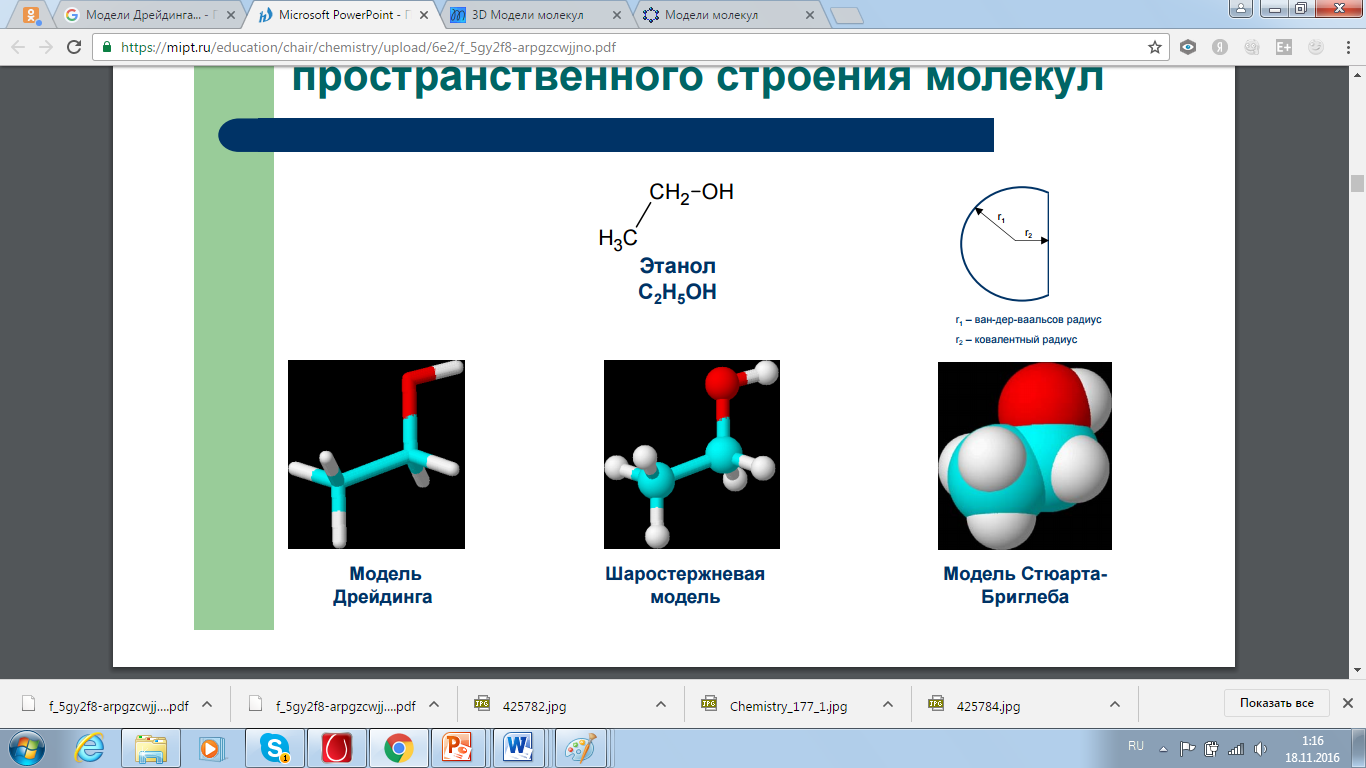 Модели Дрейдинга... - Г
Microsoft PowerPoint - Г
3D Модели молекул
Модели молекул
https://mipt.ru/education/chair/chemistry/upload/6e2/f_5gy2f8-arpgzcwjjno.pdf
пространственного строения молекул
CH2−OH
H3C
Этанол
C2H5OH
r1
r2
r1 – ван-дер-ваальсов радиус
r2 – ковалентный радиус
Модель
Дрейдинга
Шаростержневая
модель
Модель Стюарта-
Бриглеба
f_5gy2f8-arpgzcwjj....pdf
f_5gy2f8-arpgzcwjj....pdf
425782.jpg
Chemistry_177_1.jpg
425784.jpg
Показать все
RU
1:16
18.11.2016